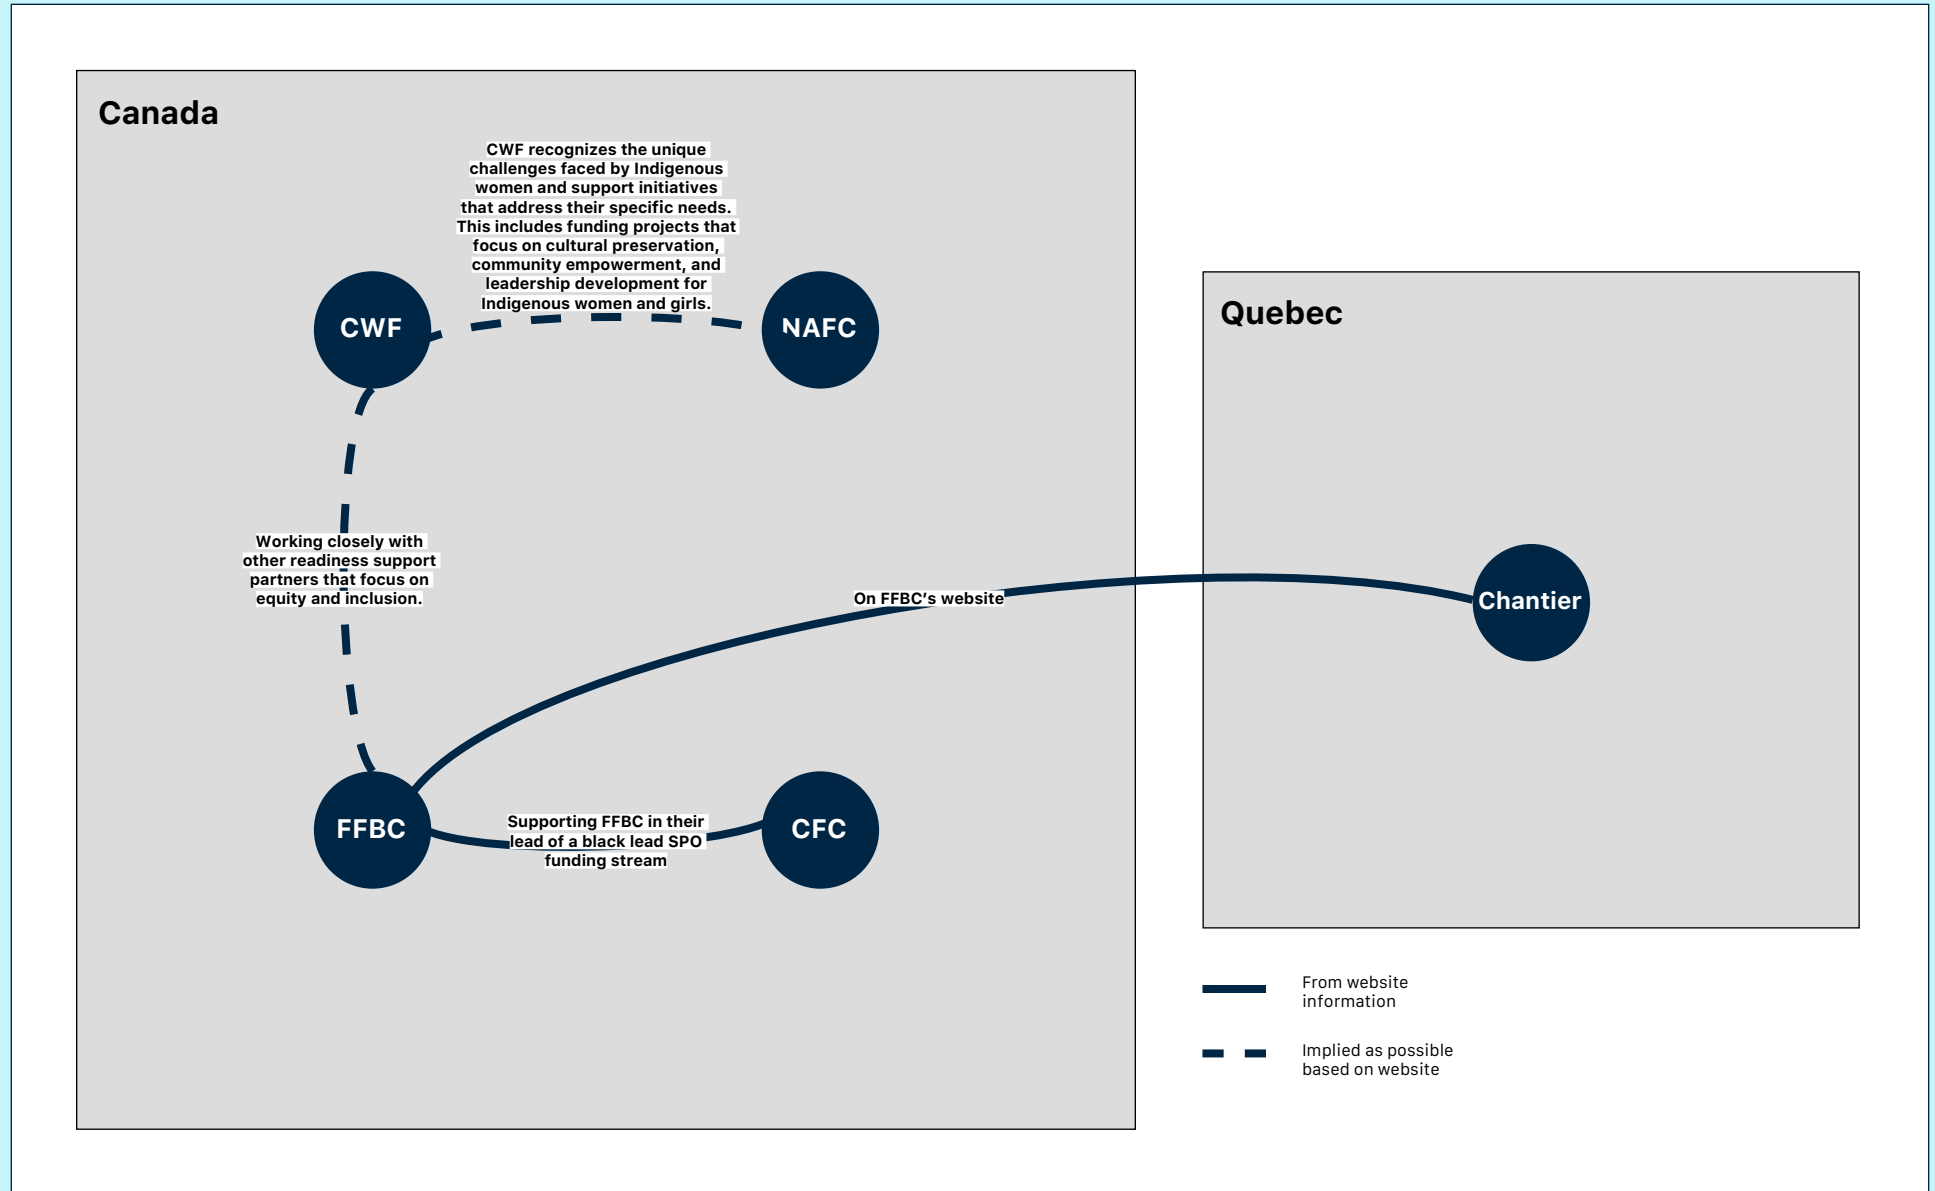 Canada
CWF recognizes the unique
challenges faced by Indigenous
women and support initiatives
that address their specific needs.
This includes funding projects that
focus on cultural preservation,
community empowerment, and
leadership development for
Indigenous women and girls.
CWF
NAFC
Working closely with
other readiness support
partners that focus on
equity and inclusion.
On FFBC's website
FFBC
Supporting FFBC in their
lead of a black lead SPO
funding stream
CFC
Quebec
Chantier
From website
information
Implied as possible
based on website